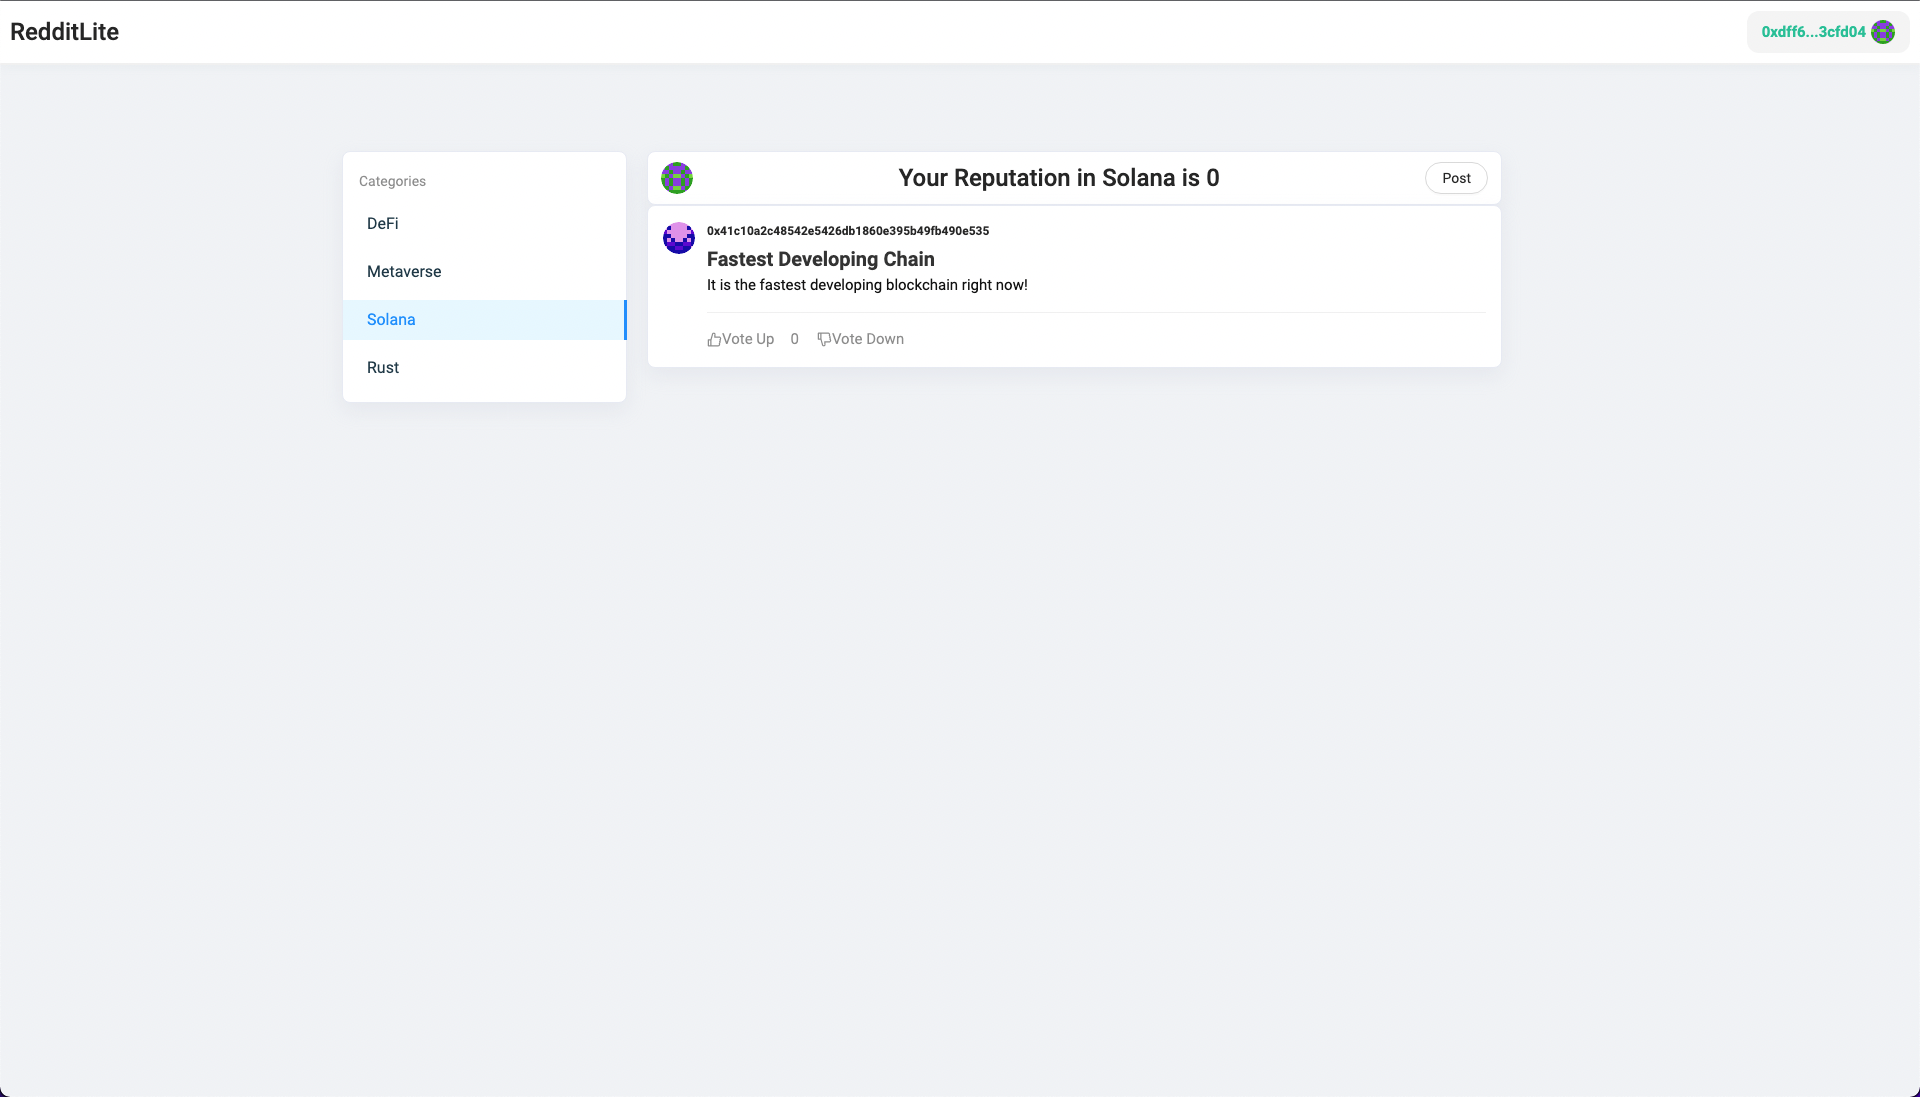 RedditLite
0xdff6...3cfd04
Categories
DeFi
Metaverse
Solana
Rust
Your Reputation in Solana is 0
Post
0x41c10a2c48542e5426db1860e395b49fb490e535
Fastest Developing Chain
It is the fastest developing blockchain right now!
Vote Up 0 Vote Down